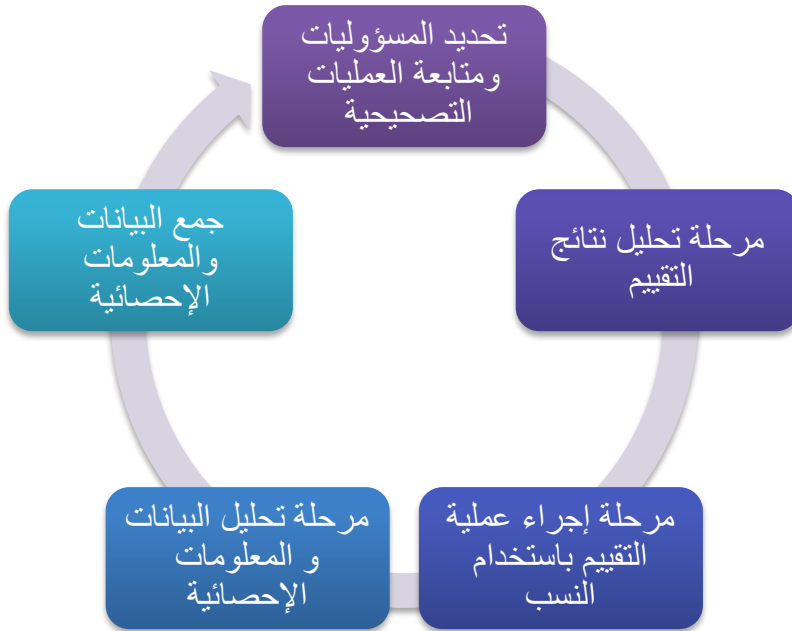 تحديد المسؤوليات
ومتابعة العمليات
التصحيحية
مرحلة تحليل نتائج
التقييم
مرحلة إجراء عملية
التقييم باستخدام
النسب
مرحلة تحليل البيانات
و المعلومات
الإحصائية
جمع البيانات
والمعلومات
الإحصائية